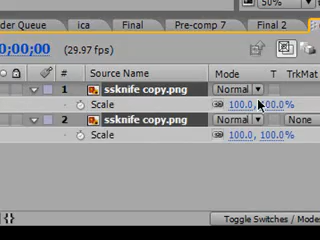 50%
der Queue ica Final Pre-comp 7 Final 2
0;00;00 (29.97 fps)
# Source Name Mode T TrkMat
1 ssknife copy.png Normal
Scale 100.0, 100.0%
2 ssknife copy.png Normal None
Scale 100.0, 100.0%
Toggle Switches / Modes